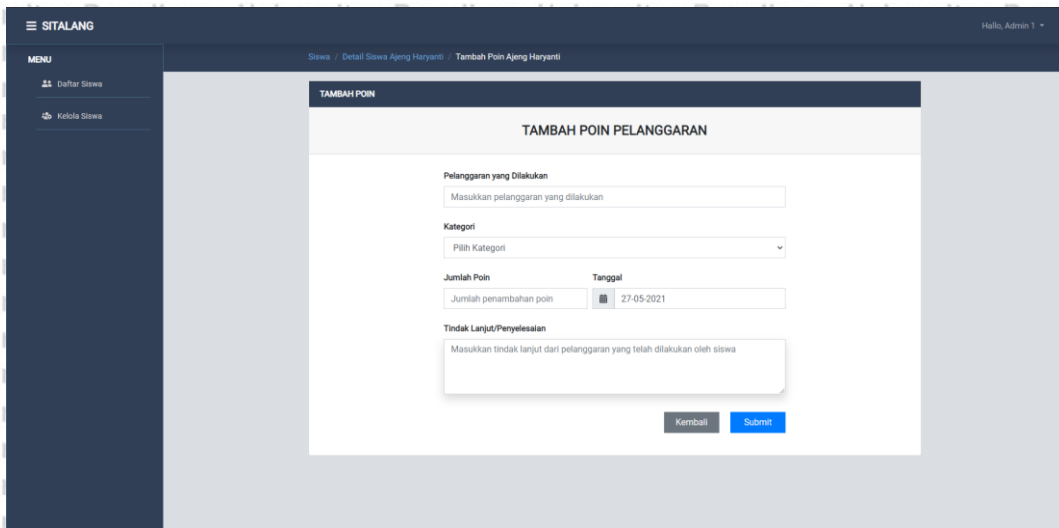 SITALANG
Hallo, Admin 1
MENU
Daftar Siswa
Kelola Siswa
Siswa / Detail Siswa Ajeng Haryanti / Tambah Poin Ajeng Haryanti
TAMBAH POIN
TAMBAH POIN PELANGGARAN
Pelanggaran yang Dilakukan
Masukkan pelanggaran yang dilakukan
Kategori
Pilih Kategori
Jumlah Poin Tanggal
Jumlah penambahan poin 27-05-2021
Tindak Lanjut/Penyelesaian
Masukkan tindak lanjut dari pelanggaran yang telah dilakukan oleh siswa
Kembali Submit